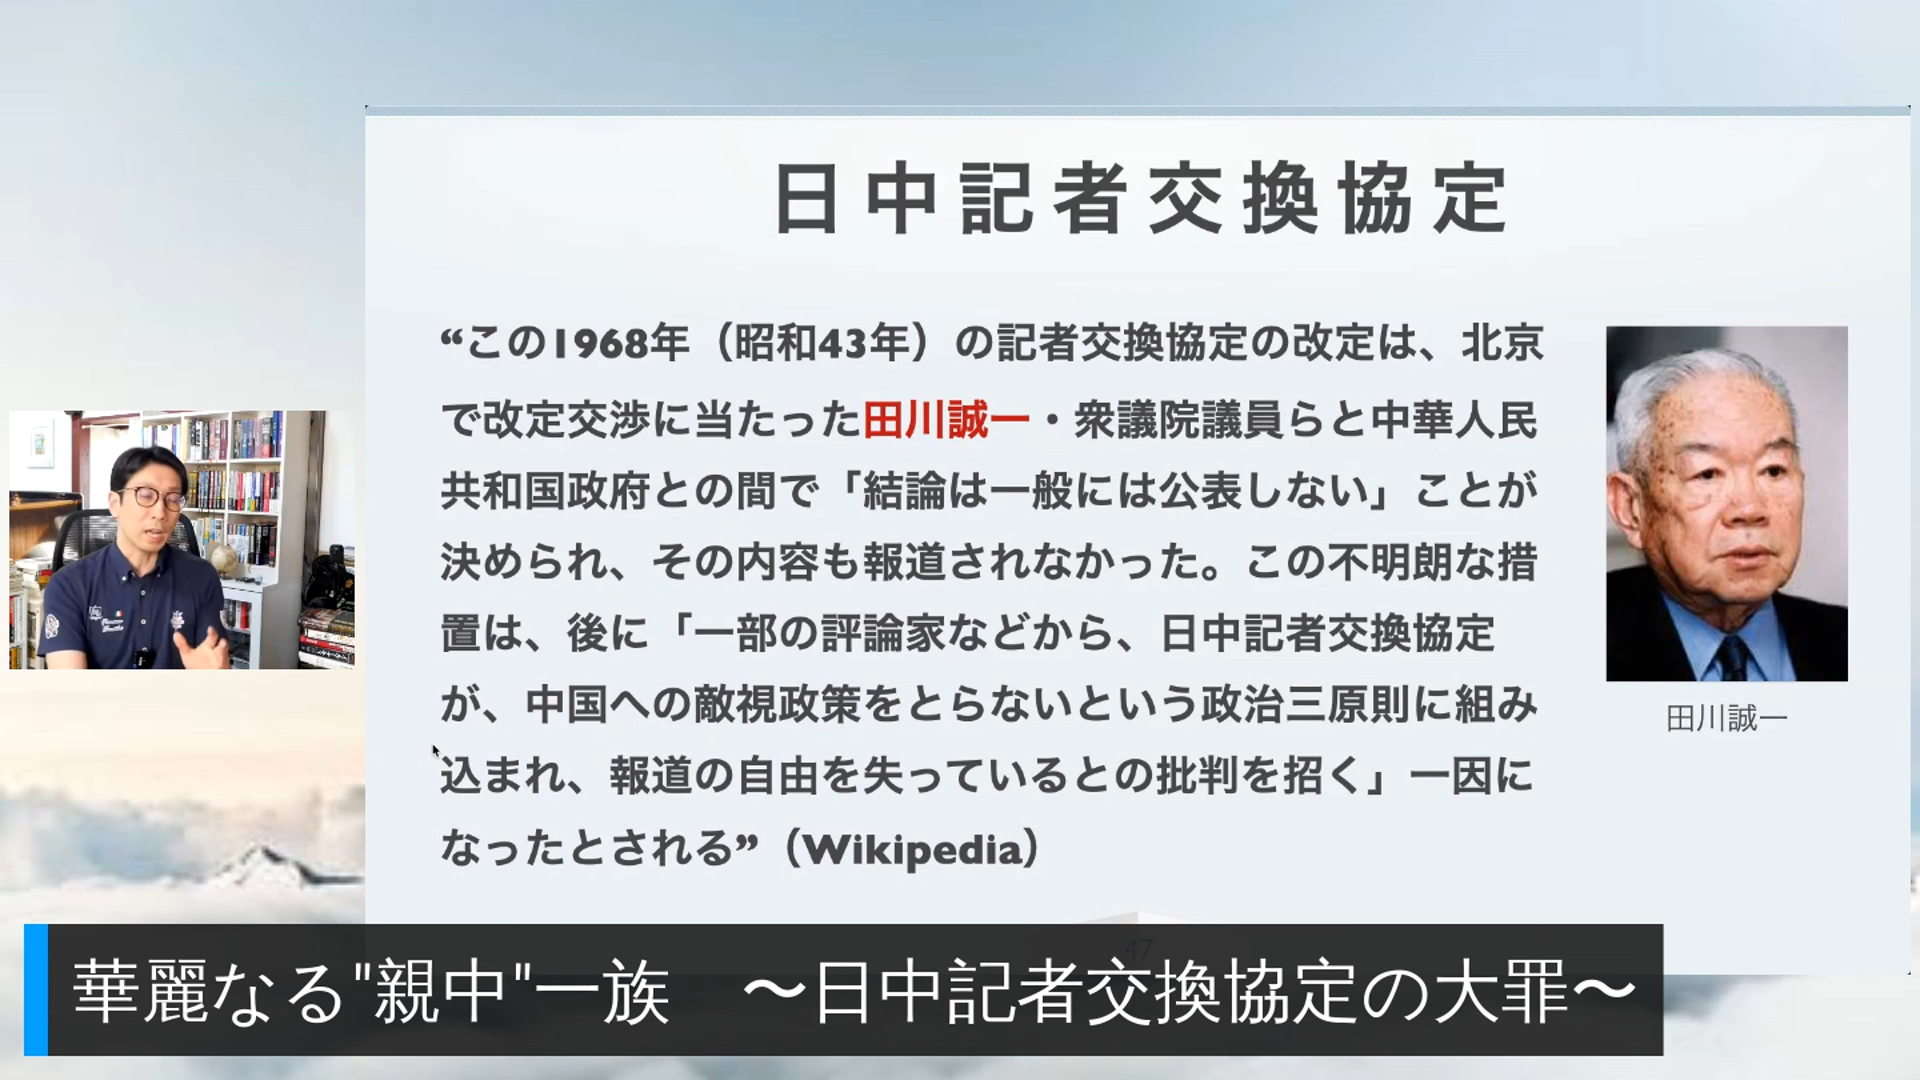 日中記者交換協定
“この1968年（昭和43年）の記者交換協定の改定は、北京
で改定交渉に当たった田川誠一・衆議院議員らと中華人民
共和国政府との間で「結論は一般には公表しない」ことが
決められ、その内容も報道されなかった。この不明朗な措
置は、後に「一部の評論家などから、日中記者交換協定
が、中国への敵視政策をとらないという政治三原則に組み
込まれ、報道の自由を失っているとの批判を招く」一因に
なったとされる”（Wikipedia）
田川誠一
47
華麗なる"親中"一族　〜日中記者交換協定の大罪〜